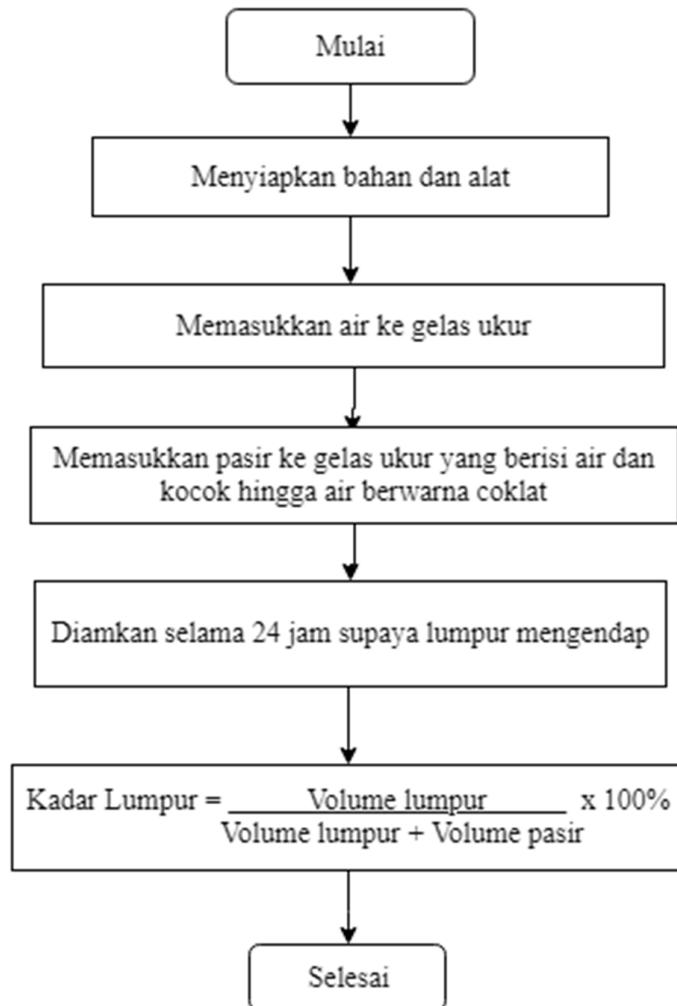 Mulai
Menyiapkan bahan dan alat
Memasukkan air ke gelas ukur
Memasukkan pasir ke gelas ukur yang berisi air dan
kocok hingga air berwarna coklat
Diamkan selama 24 jam supaya lumpur mengendap
Kadar Lumpur = Volume lumpur x 100%
Volume lumpur + Volume pasir
Selesai